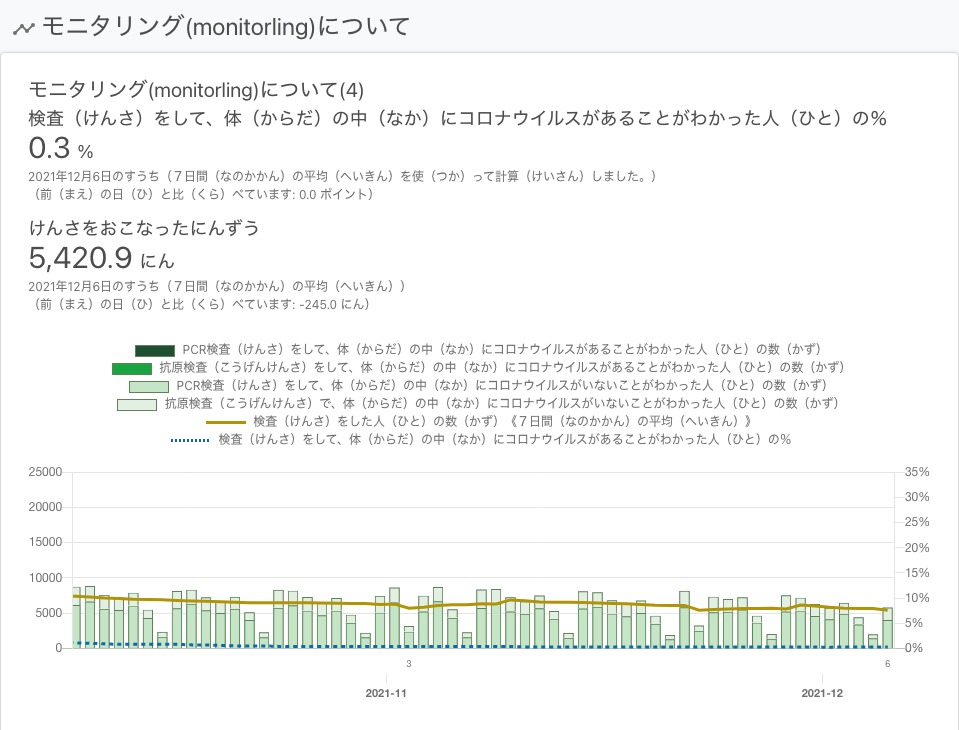 モニタリング(monitorling)について
モニタリング(monitorling)について(4)
検査（けんさ）をして、体（からだ）の中（なか）にコロナウイルスがあることがわかった人（ひと）の%
0.3 %
2021年12月6日のすうち（７日間（なのかかん）の平均（へいきん）を使（つか）って計算（けいさん）しました。）
（前（まえ）の日（ひ）と比（くら）べています: 0.0 ポイント）
けんさをおこなったにんずう
5,420.9 にん
2021年12月6日のすうち（７日間（なのかかん）の平均（へいきん））
（前（まえ）の日（ひ）と比（くら）べています: -245.0 にん）
PCR検査（けんさ）をして、体（からだ）の中（なか）にコロナウイルスがあることがわかった人（ひと）の数（かず）
抗原検査（こうげんけんさ）をして、体（からだ）の中（なか）にコロナウイルスがあることがわかった人（ひと）の数（かず）
PCR検査（けんさ）をして、体（からだ）の中（なか）にコロナウイルスがいないことがわかった人（ひと）の数（かず）
抗原検査（こうげんけんさ）で、体（からだ）の中（なか）にコロナウイルスがいないことがわかった人（ひと）の数（かず）
検査（けんさ）をした人（ひと）の数（かず）《７日間（なのかかん）の平均（へいきん）》
検査（けんさ）をして、体（からだ）の中（なか）にコロナウイルスがあることがわかった人（ひと）の%
25000 35%
30%
20000
25%
15000
20%
15%
10000
10%
5000
5%
0 0%
3 6
2021-11 2021-12